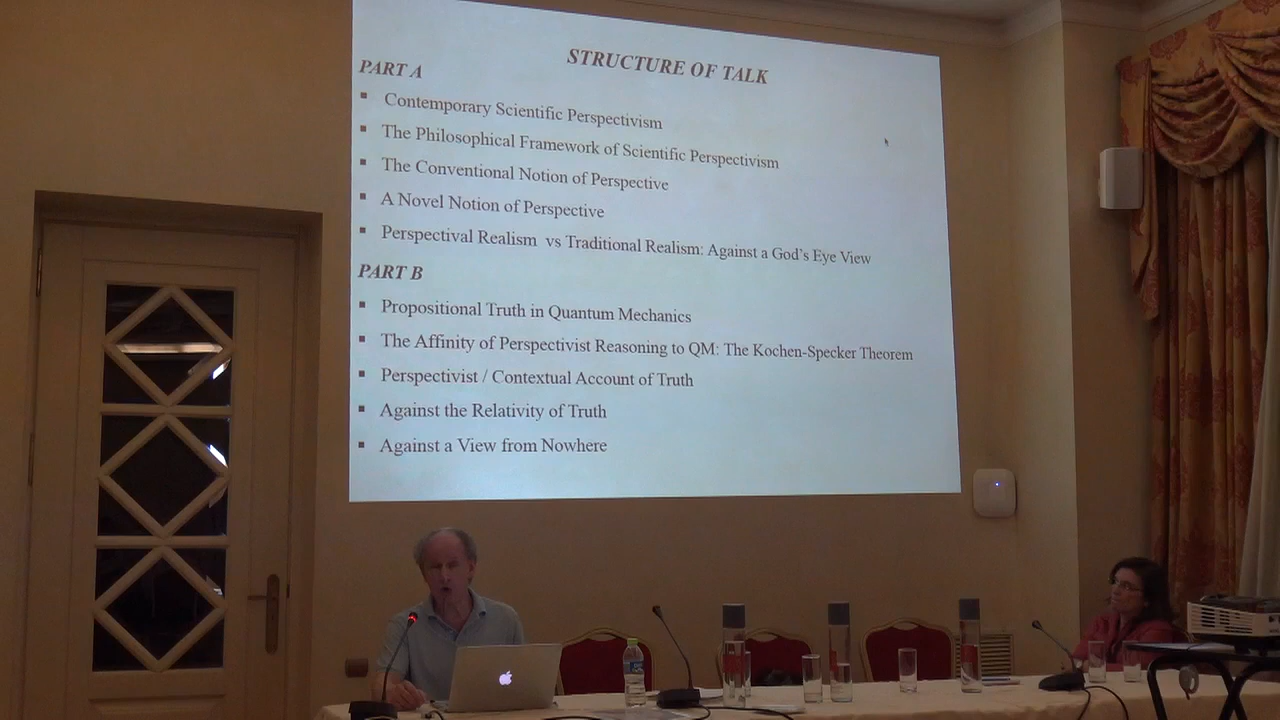 STRUCTURE OF TALK
PART A
▪ Contemporary Scientific Perspectivism
▪ The Philosophical Framework of Scientific Perspectivism
▪ The Conventional Notion of Perspective
▪ A Novel Notion of Perspective
▪ Perspectival Realism vs Traditional Realism: Against a God's Eye View
PART B
▪ Propositional Truth in Quantum Mechanics
▪ The Affinity of Perspectivist Reasoning to QM: The Kochen-Specker Theorem
▪ Perspectivist / Contextual Account of Truth
▪ Against the Relativity of Truth
▪ Against a View from Nowhere